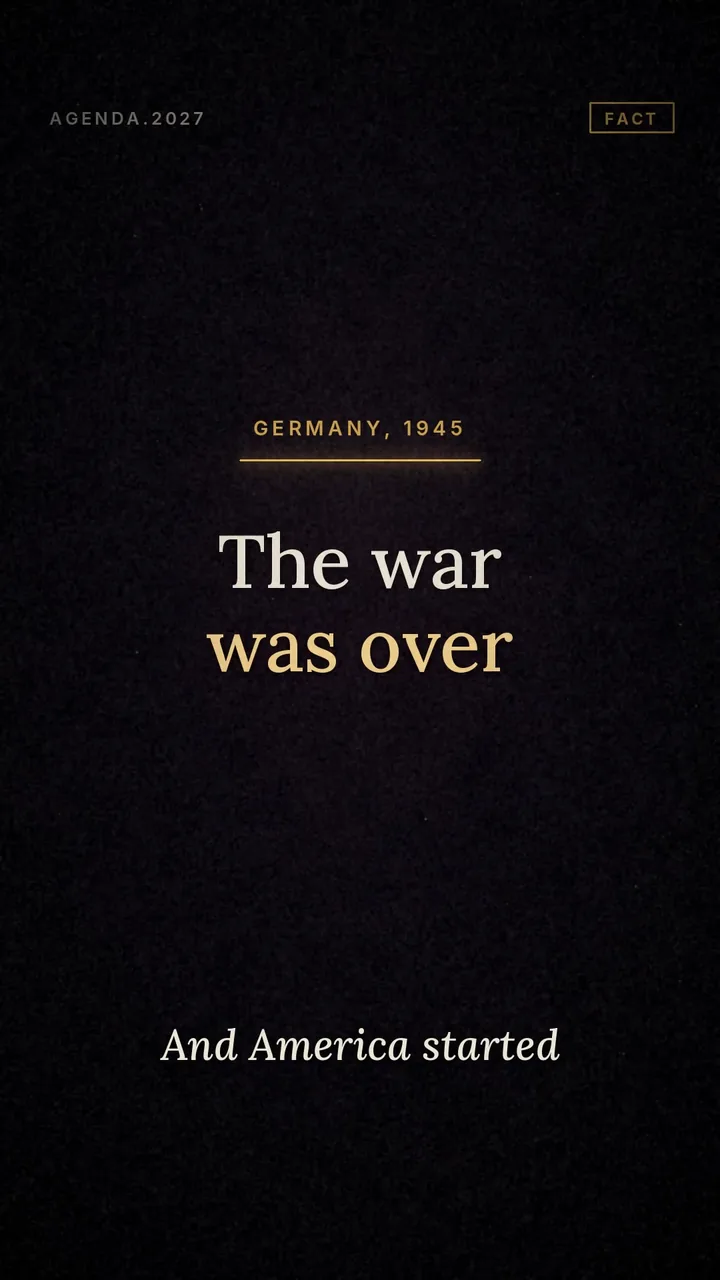 AGENDA.2027
FACT
GERMANY, 1945
The war
was over
And America started